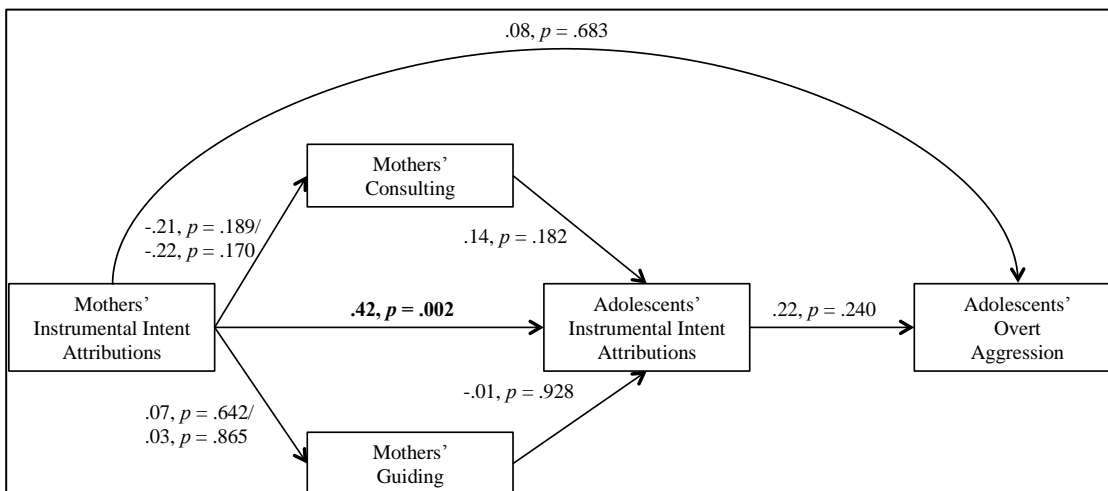 .08, p = .683
Mothers’
Consulting
-.21, p = .189/
-.22, p = .170
.14, p = .182
Mothers’
Instrumental Intent
Attributions
.42, p = .002
Adolescents’
Instrumental Intent
Attributions
.22, p = .240
Adolescents’
Overt
Aggression
.07, p = .642/
.03, p = .865
-.01, p = .928
Mothers’
Guiding